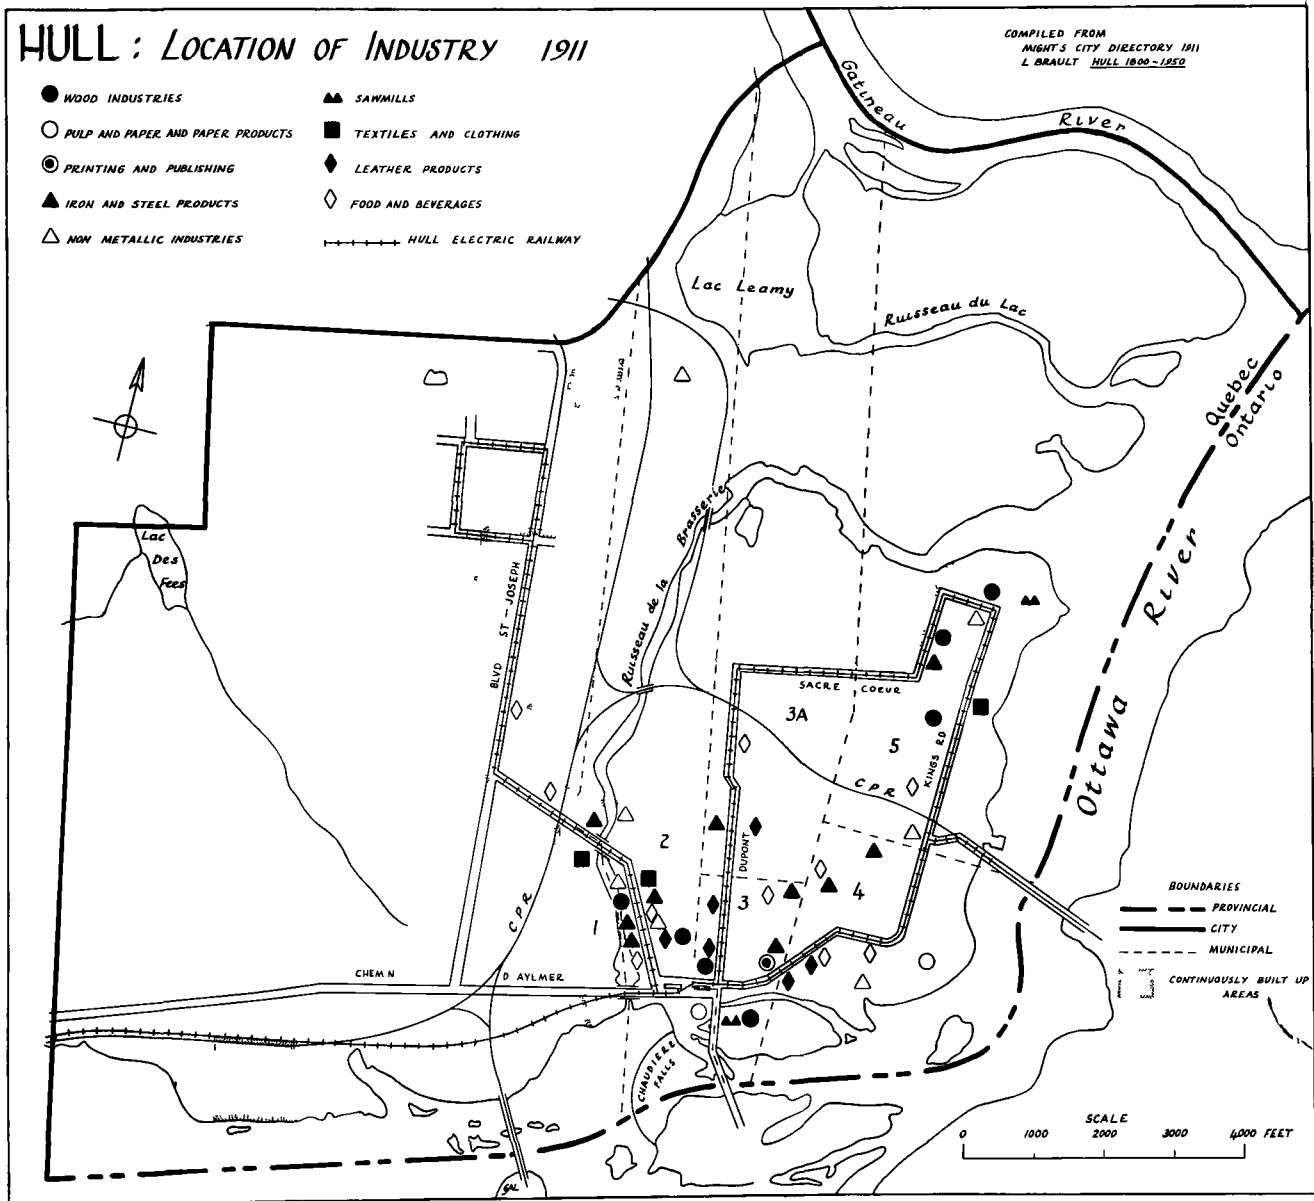 HULL : LOCATION OF INDUSTRY 1911
COMPILED FROM
MIGHT'S CITY DIRECTORY 1911
L BRAULT HULL 1800-1950
WOOD INDUSTRIES
PULP AND PAPER AND PAPER PRODUCTS
PRINTING AND PUBLISHING
IRON AND STEEL PRODUCTS
NON METALLIC INDUSTRIES
SAWMILLS
TEXTILES AND CLOTHING
LEATHER PRODUCTS
FOOD AND BEVERAGES
HULL ELECTRIC RAILWAY
Gatineau River
Lac Leamy
Ruisseau du Lac
Quebec
Ontario
Lac
Des
Fees
Ruisseau de la Brasserie
BLVD ST-JOSEPH
Ottawa River
SACRE COEUR
3A
5
KINGS RD
CPR
2
DUPONT
3
4
1
CPR
CHEMIN D AYLMER
CHAUDIERE
FALLS
BOUNDARIES
PROVINCIAL
CITY
MUNICIPAL
CONTINUOUSLY BUILT UP
AREAS
SCALE
0 1000 2000 3000 4000 FEET